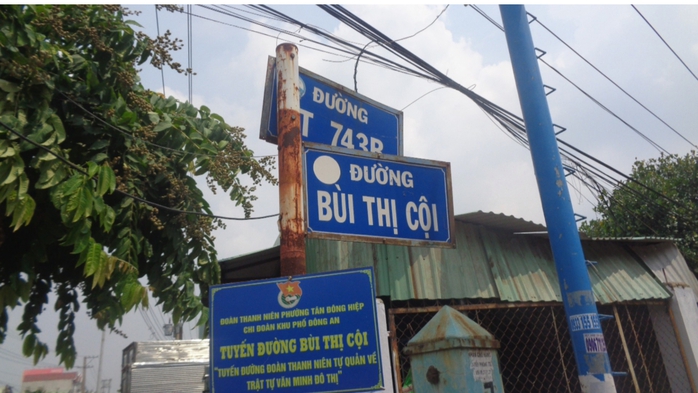 ĐƯỜNG
T 743B
ĐƯỜNG
BÙI THỊ CỘI
ĐOÀN THANH NIÊN PHƯỜNG TÂN ĐÔNG HIỆP
CHI ĐOÀN KHU PHỐ ĐÔNG AN
TUYẾN ĐƯỜNG BÙI THỊ CỘI
"TUYẾN ĐƯỜNG ĐOÀN THANH NIÊN TỰ QUẢN VỀ
TRẬT TỰ VĂN MINH ĐÔ THỊ"